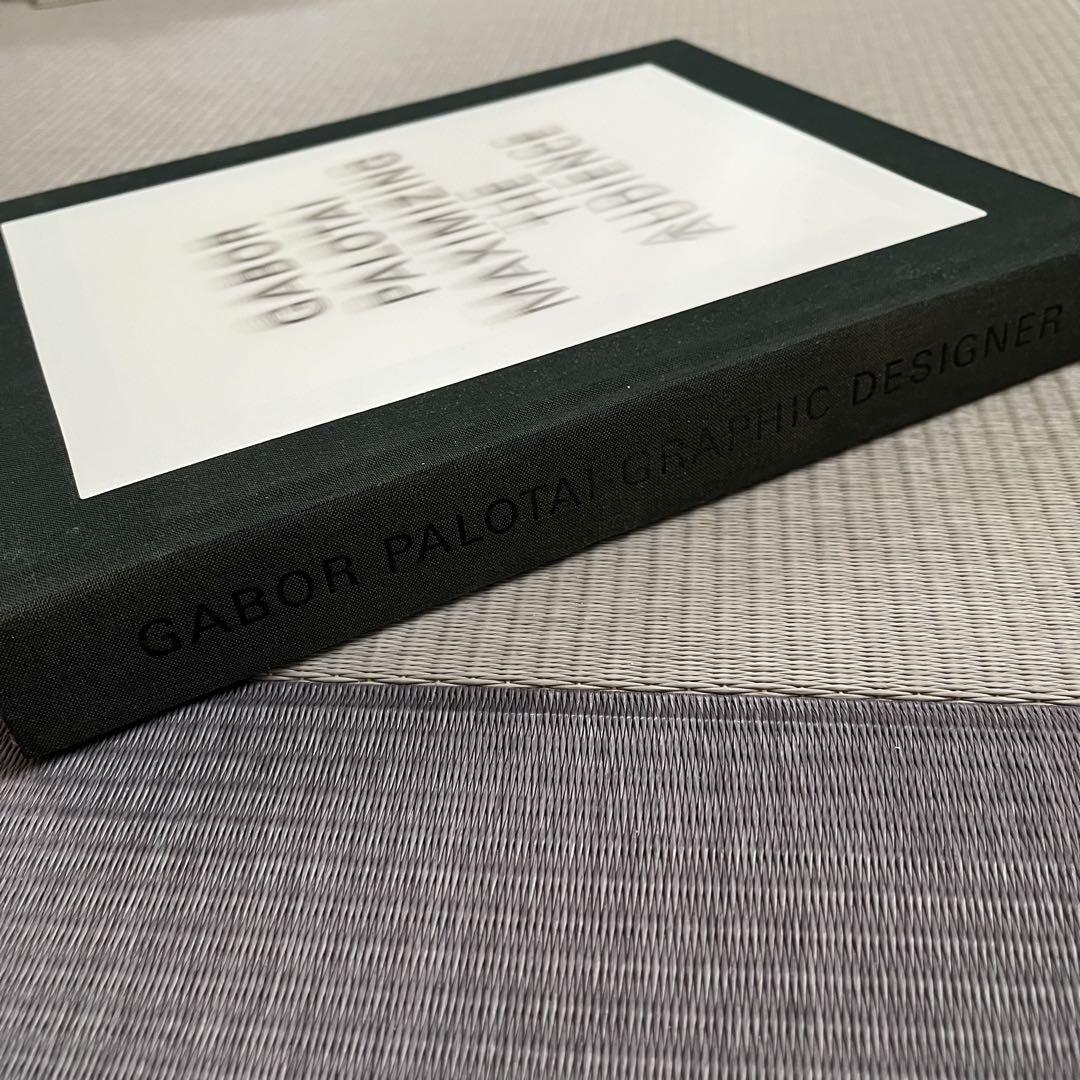 GABOR
PALOTAI
MAXIMIZING
THE
AUDIENCE
GABOR PALOTAI·GRAPHIC DESIGNER